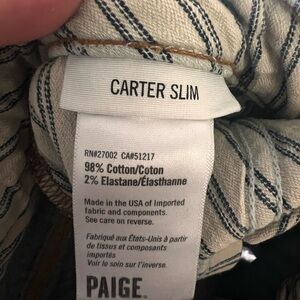 CARTER SLIM
RN#27002 CA#51217
98% Cotton/Coton
2% Elastane/Élasthanne
Made in the USA of Imported
fabric and components.
See care on reverse.
Fabriqué aux États-Unis à partir
de tissus et composants
importés
Voir le soin sur l'inverse.
PAIGE